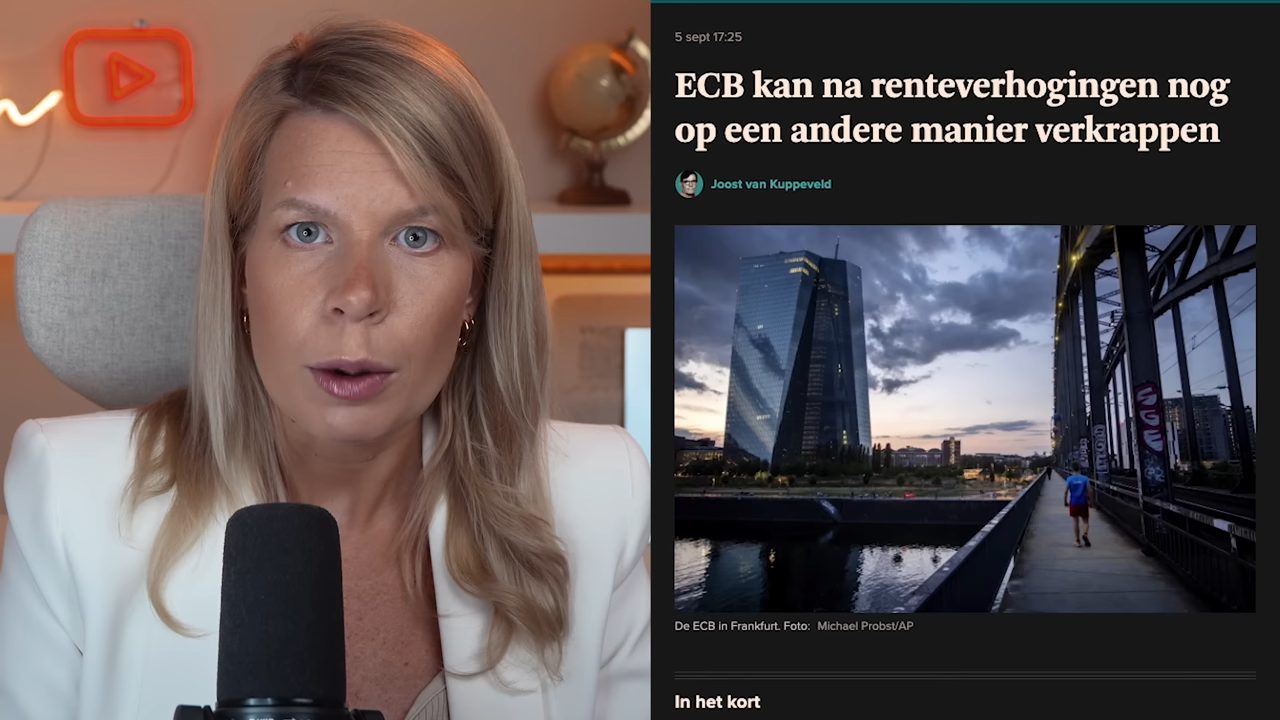 5 sept 17:25
ECB kan na renteverhogingen nog
op een andere manier verkrappen
Joost van Kuppeveld
De ECB in Frankfurt. Foto: Michael Probst/AP
In het kort